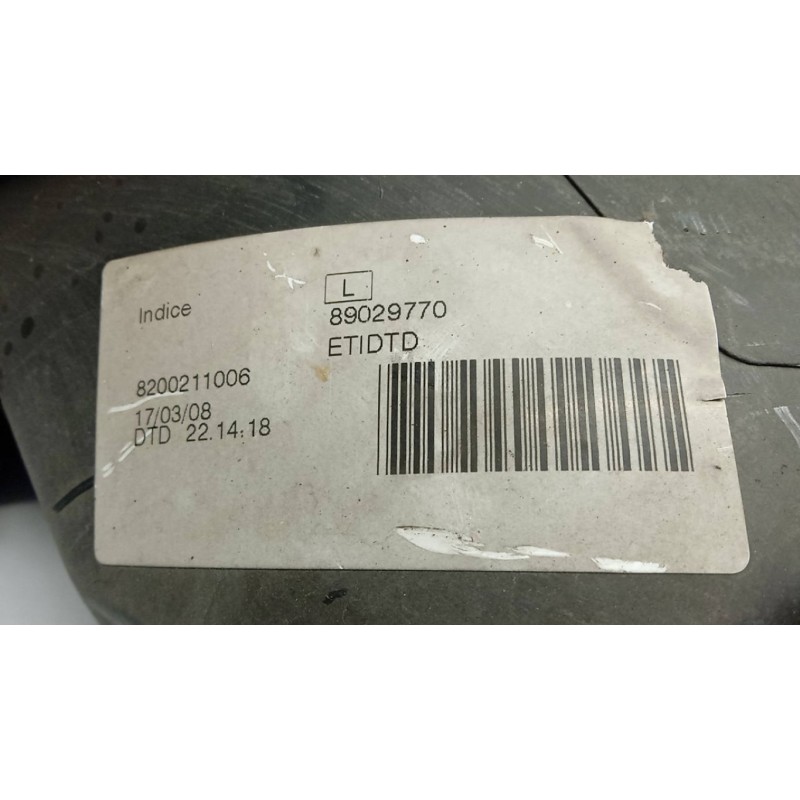 L
Indice
89029770
ETIDTD
8200211006
17/03/08
DTD 22.14.18